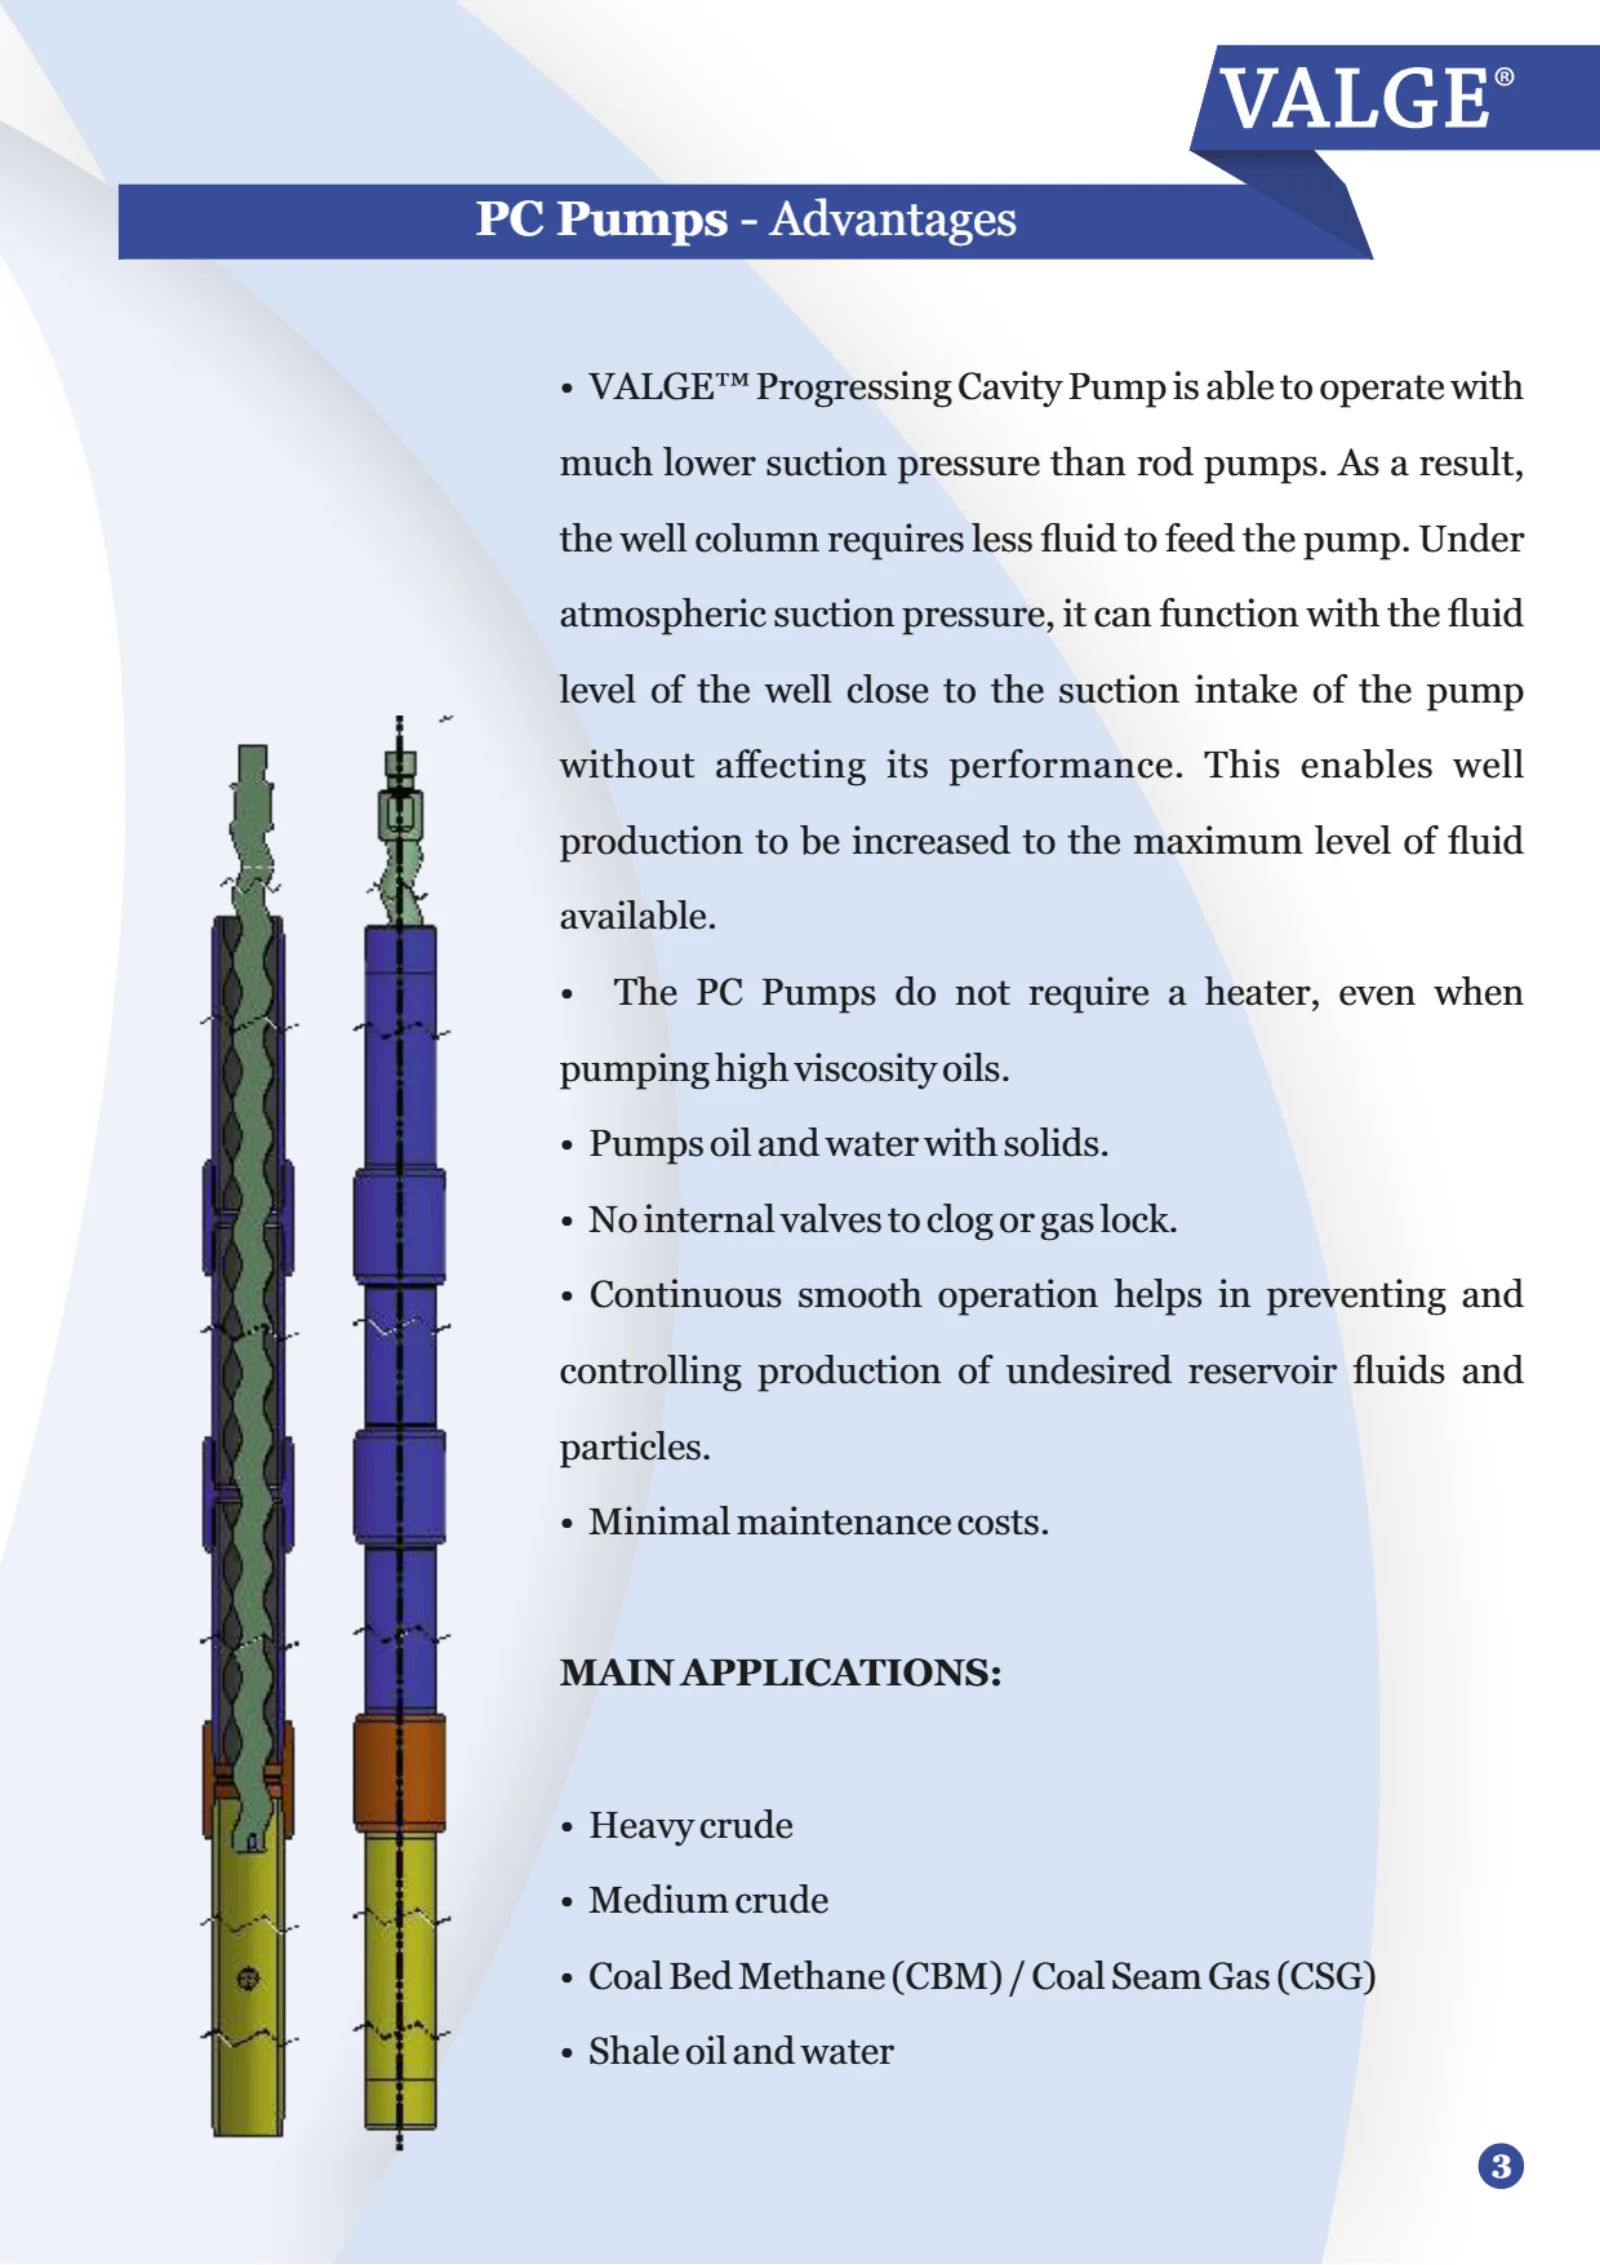 VALGE®
PC Pumps - Advantages
• VALGE™ Progressing Cavity Pump is able to operate with
much lower suction pressure than rod pumps. As a result,
the well column requires less fluid to feed the pump. Under
atmospheric suction pressure, it can function with the fluid
level of the well close to the suction intake of the pump
without affecting its performance. This enables well
production to be increased to the maximum level of fluid
available.
• The PC Pumps do not require a heater, even when
pumping high viscosity oils.
• Pumps oil and water with solids.
• No internal valves to clog or gas lock.
• Continuous smooth operation helps in preventing and
controlling production of undesired reservoir fluids and
particles.
• Minimal maintenance costs.
MAIN APPLICATIONS:
• Heavy crude
• Medium crude
• Coal Bed Methane (CBM) / Coal Seam Gas (CSG)
• Shale oil and water
3